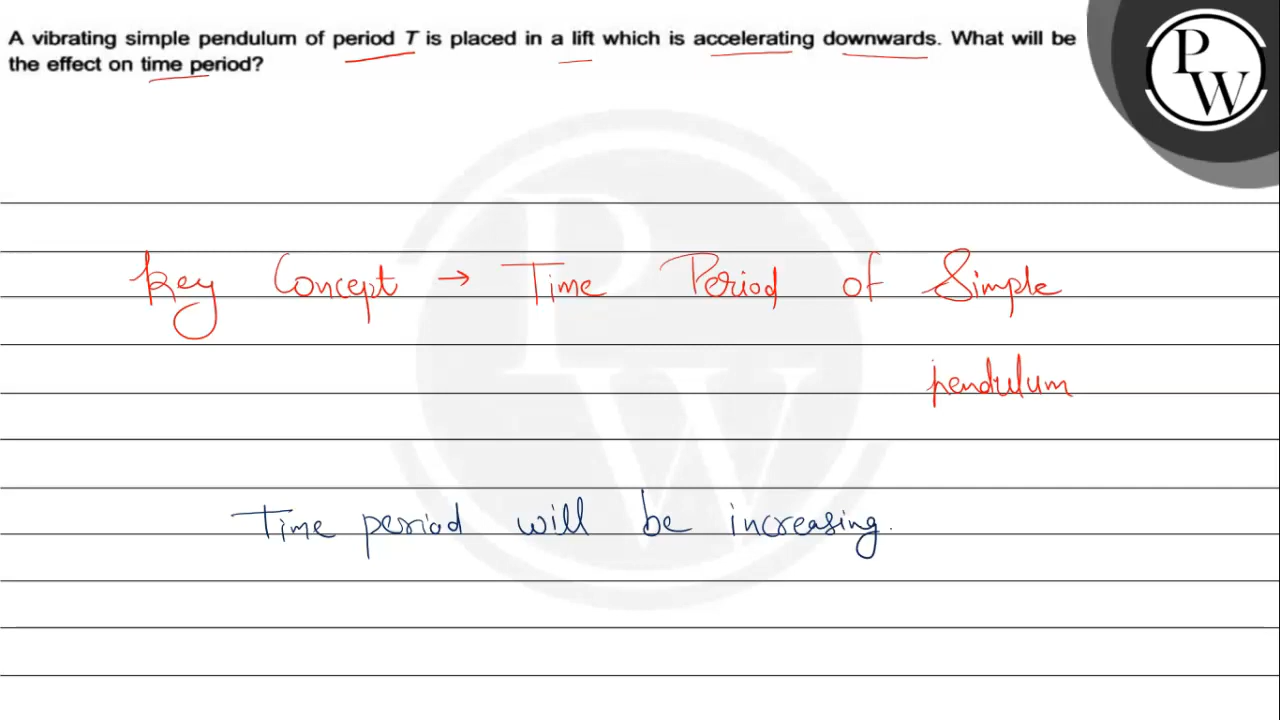 A vibrating simple pendulum of period T is placed in a lift which is accelerating downwards. What will be
the effect on time period?
PW
Key Concept → Time Period of Simple
pendulum
Time period will be increasing.